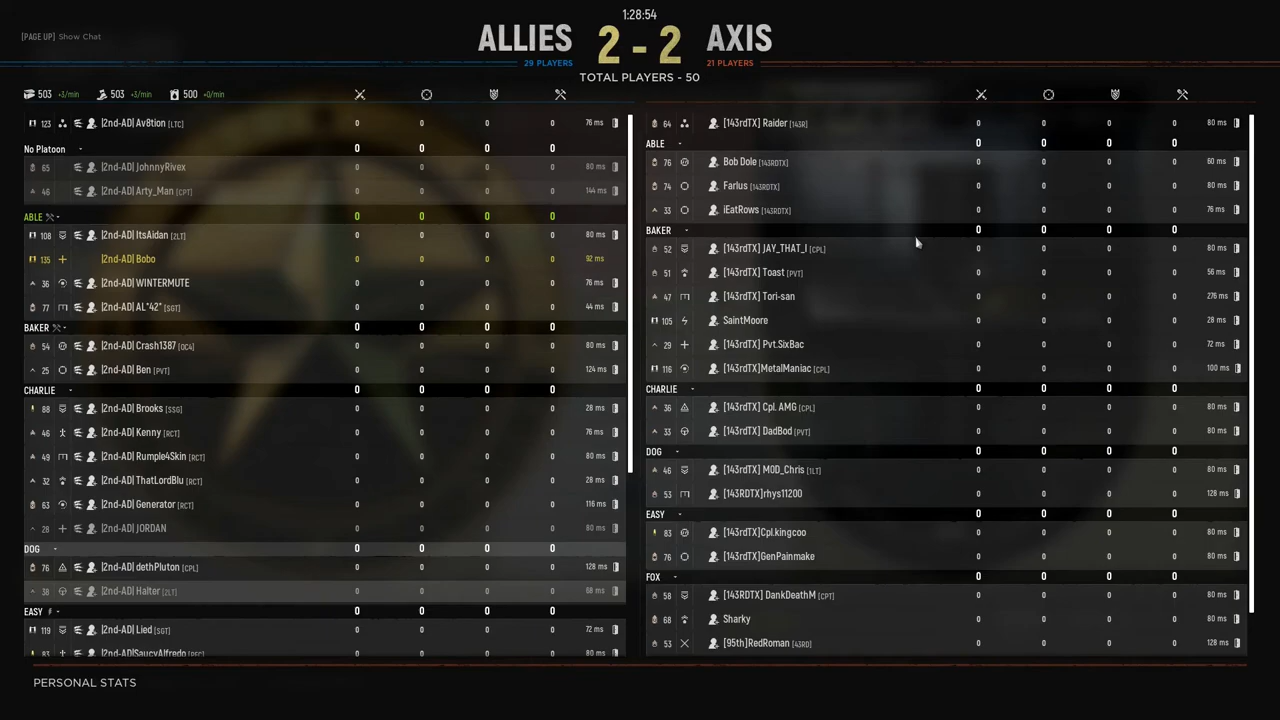 1:28:54
[PAGE UP] Show Chat
ALLIES 2 - 2 AXIS
29 PLAYERS 21 PLAYERS
TOTAL PLAYERS - 50
503 +3/min 503 +3/min 500 +0/min
123 |2nd-AD| Av8tion [LTC] 0 0 0 0 76 ms
No Platoon 0 0 0 0
65 |2nd-AD| JohnnyRivex 0 0 0 0 80 ms
46 |2nd-AD| Arty_Man [CPT] 0 0 0 0 144 ms
ABLE 0 0 0 0
108 |2nd-AD| ItsAidan [2LT] 0 0 0 0 80 ms
135 |2nd-AD| Bobo 0 0 0 0 92 ms
36 |2nd-AD| WINTERMUTE 0 0 0 0 76 ms
77 |2nd-AD| AL"42" [SGT] 0 0 0 0 44 ms
BAKER 0 0 0 0
54 |2nd-AD| Crash1387 [OC4] 0 0 0 0 80 ms
25 |2nd-AD| Ben [PVT] 0 0 0 0 124 ms
CHARLIE 0 0 0 0
88 |2nd-AD| Brooks [SSG] 0 0 0 0 28 ms
46 |2nd-AD| Kenny [RCT] 0 0 0 0 76 ms
49 |2nd-AD| Rumple4Skin [RCT] 0 0 0 0 80 ms
32 |2nd-AD| ThatLordBlu [RCT] 0 0 0 0 28 ms
63 |2nd-AD| Generator [RCT] 0 0 0 0 116 ms
28 |2nd-AD| JORDAN 0 0 0 0 80 ms
DOG 0 0 0 0
76 |2nd-AD| dethPluton [CPL] 0 0 0 0 128 ms
38 |2nd-AD| Halter [2LT] 0 0 0 0 68 ms
EASY 0 0 0 0
119 |2nd-AD| Lied [SGT] 0 0 0 0 72 ms
83 |2nd-AD|SaucyAlfredo [PFC] 0 0 0 0 80 ms
64 [143rdTX] Raider [143R] 0 0 0 0 80 ms
ABLE 0 0 0 0
76 Bob Dole [143RDTX] 0 0 0 0 60 ms
74 Farlus [143RDTX] 0 0 0 0 80 ms
33 iEatRows [143RDTX] 0 0 0 0 76 ms
BAKER 0 0 0 0
52 [143rdTX] JAY_THAT_I [CPL] 0 0 0 0 80 ms
51 [143rdTX] Toast [PVT] 0 0 0 0 56 ms
47 [143rdTX] Tori-san 0 0 0 0 276 ms
105 SaintMoore 0 0 0 0 28 ms
29 [143rdTX] Pvt.SixBac 0 0 0 0 72 ms
116 [143rdTX]MetalManiac [CPL] 0 0 0 0 100 ms
CHARLIE 0 0 0 0
36 [143rdTX] Cpl. AMG [CPL] 0 0 0 0 80 ms
33 [143rdTX] DadBod [PVT] 0 0 0 0 80 ms
DOG 0 0 0 0
46 [143rdTX] M0D_Chris [1LT] 0 0 0 0 80 ms
53 [143RDTX]rhys11200 0 0 0 0 128 ms
EASY 0 0 0 0
83 [143rdTX]Cpl.kingcoo 0 0 0 0 80 ms
76 [143rdTX]GenPainmake 0 0 0 0 80 ms
FOX 0 0 0 0
58 [143RDTX] DankDeathM [CPT] 0 0 0 0 80 ms
68 Sharky 0 0 0 0 80 ms
53 [95th]RedRoman [43RD] 0 0 0 0 128 ms
PERSONAL STATS